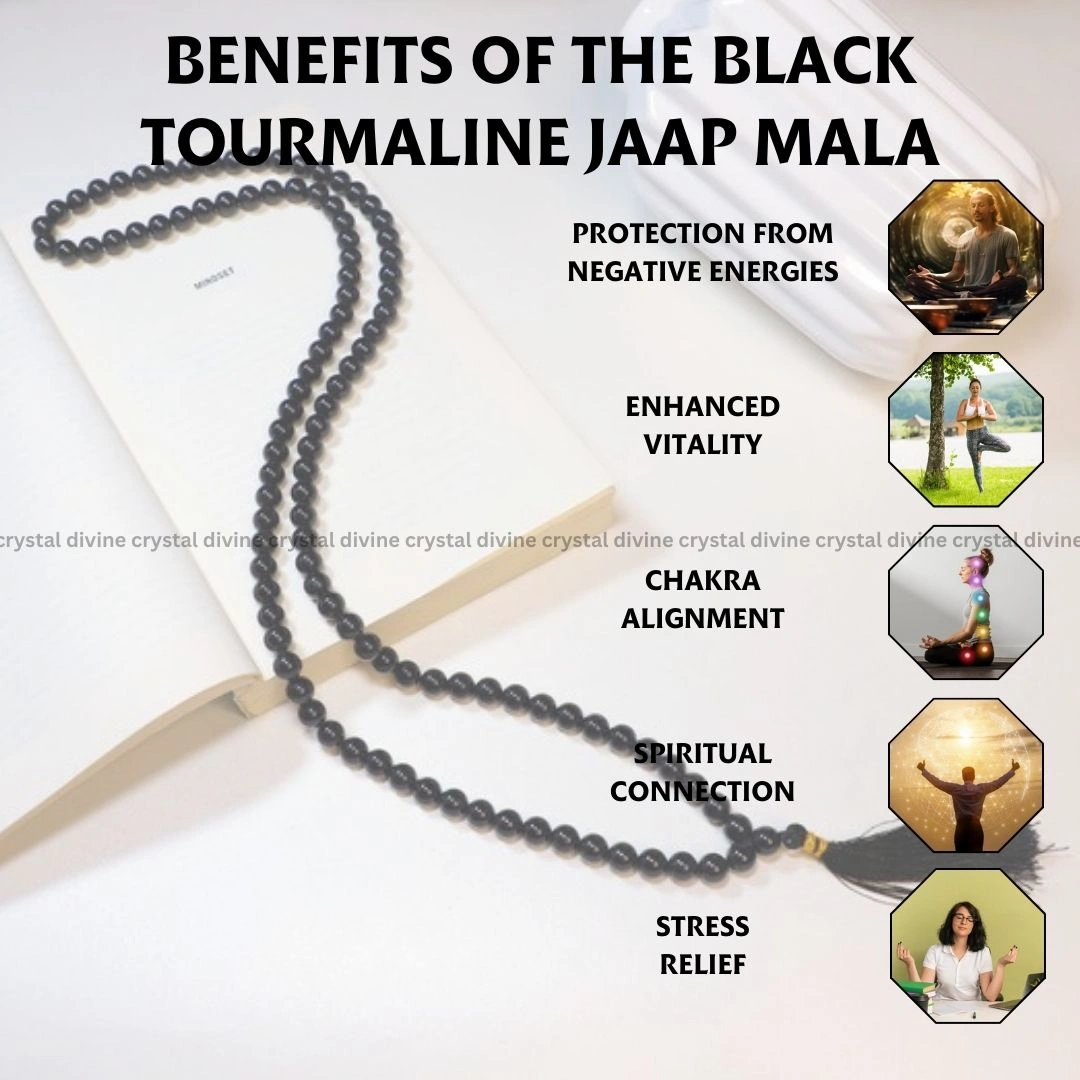 BENEFITS OF THE BLACK
TOURMALINE JAAP MALA
PROTECTION FROM
NEGATIVE ENERGIES
MINDSET
ENHANCED
VITALITY
crystal divine crystal divine crystal divine crystal divine crystal divine crystal divine crystal divine crystal divine
CHAKRA
ALIGNMENT
SPIRITUAL
CONNECTION
STRESS
RELIEF